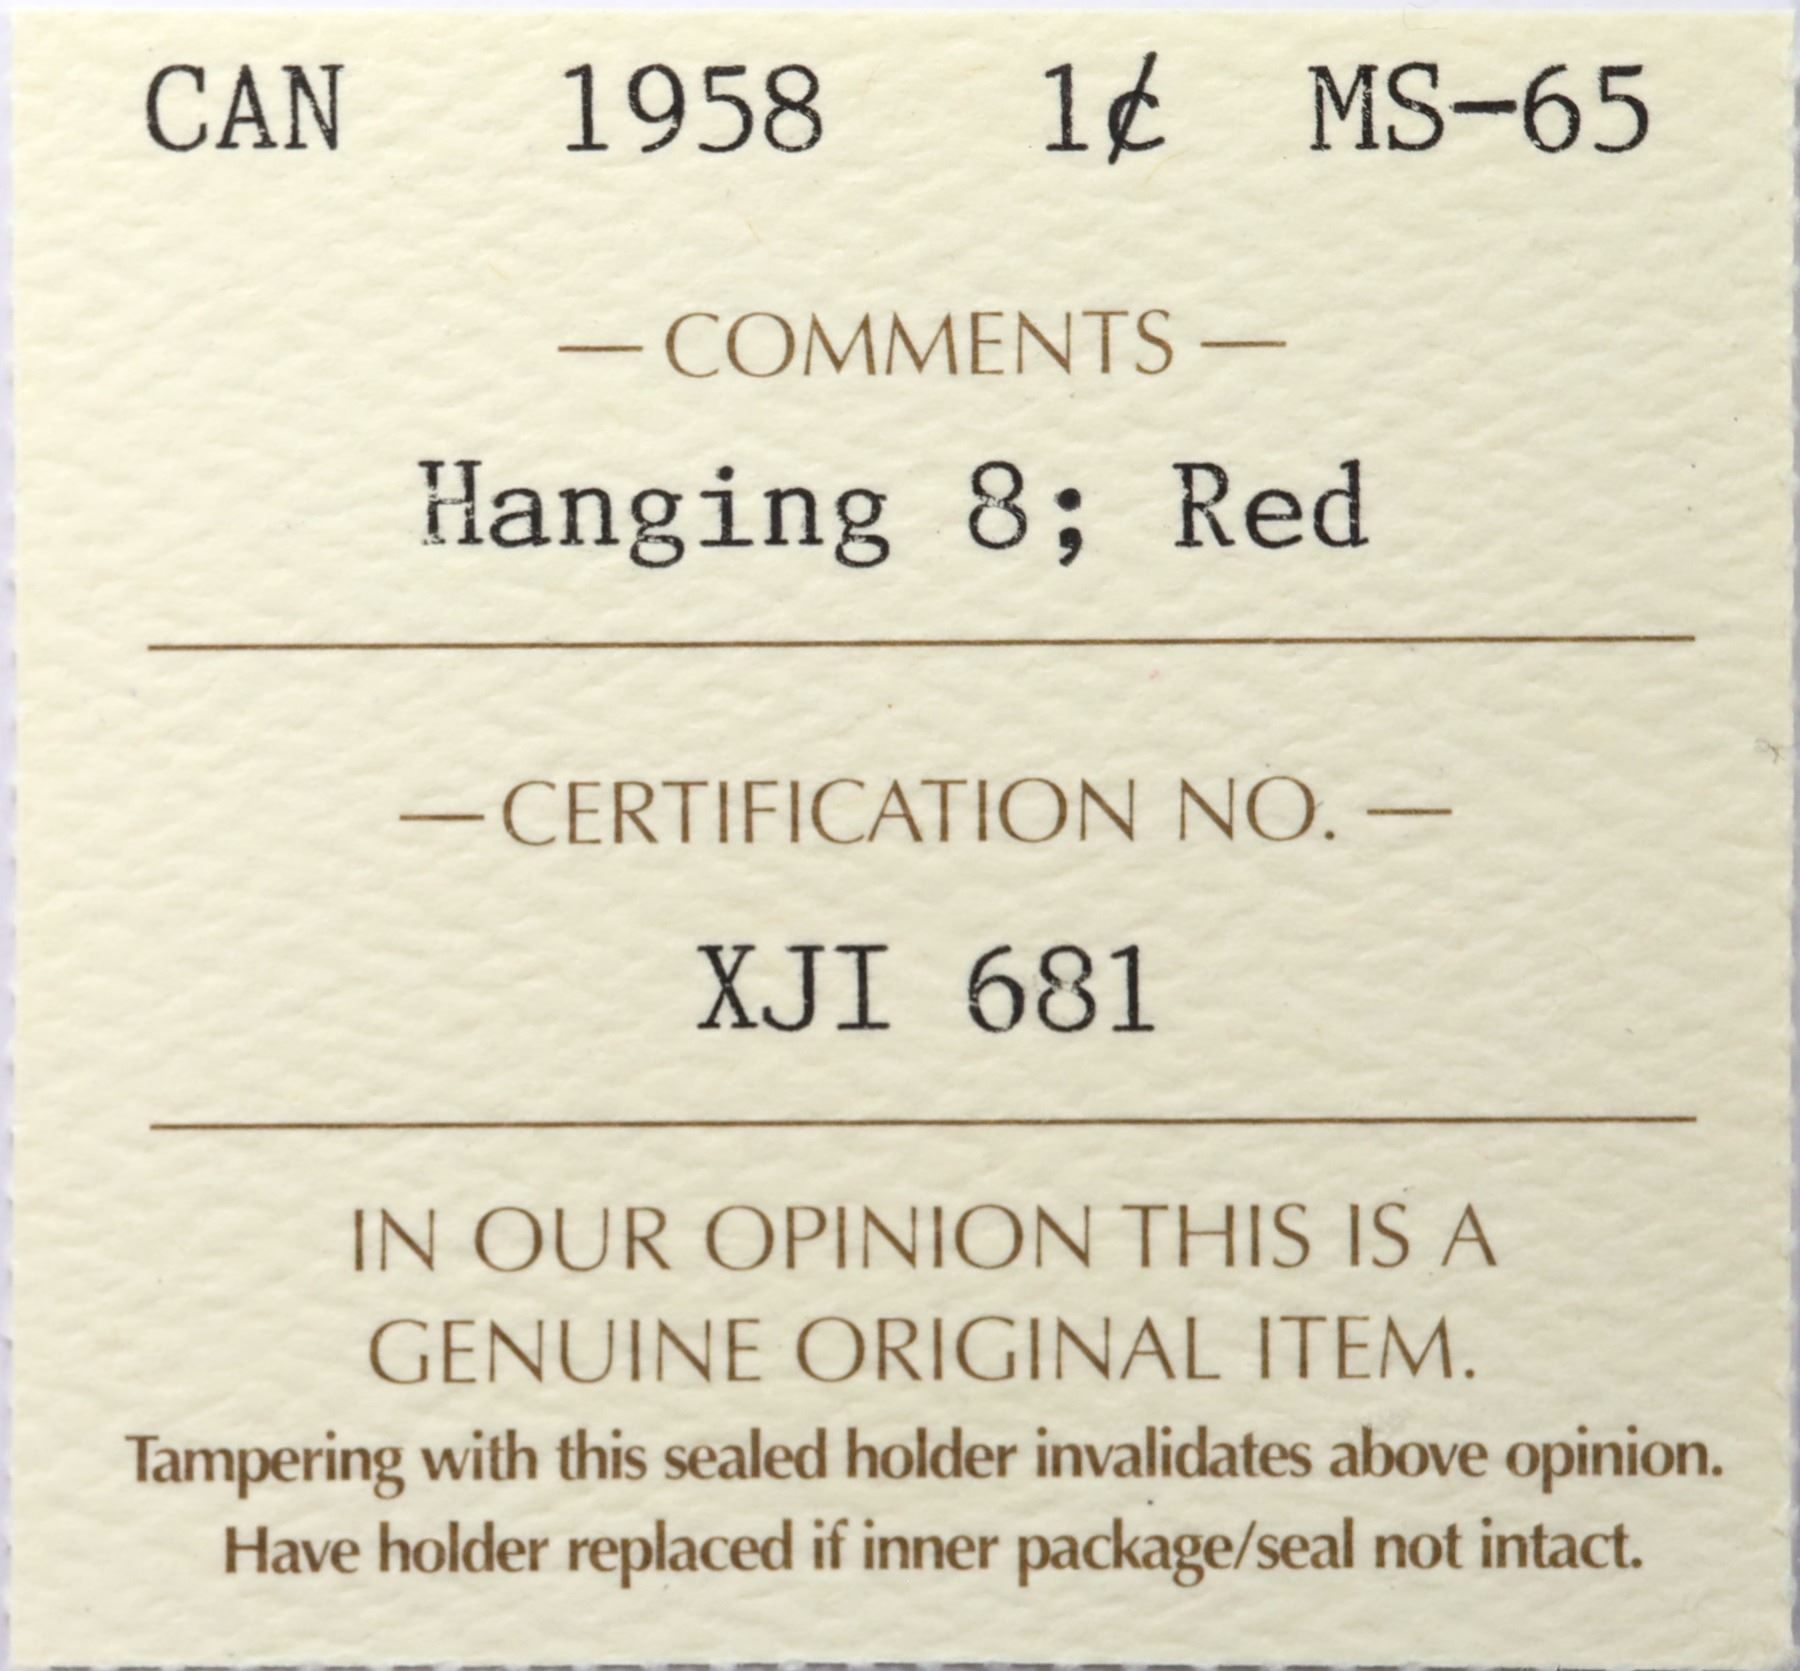 CAN 1958 1¢ MS-65
— COMMENTS —
Hanging 8; Red
— CERTIFICATION NO. —
XJI 681
IN OUR OPINION THIS IS A
GENUINE ORIGINAL ITEM.
Tampering with this sealed holder invalidates above opinion.
Have holder replaced if inner package/seal not intact.